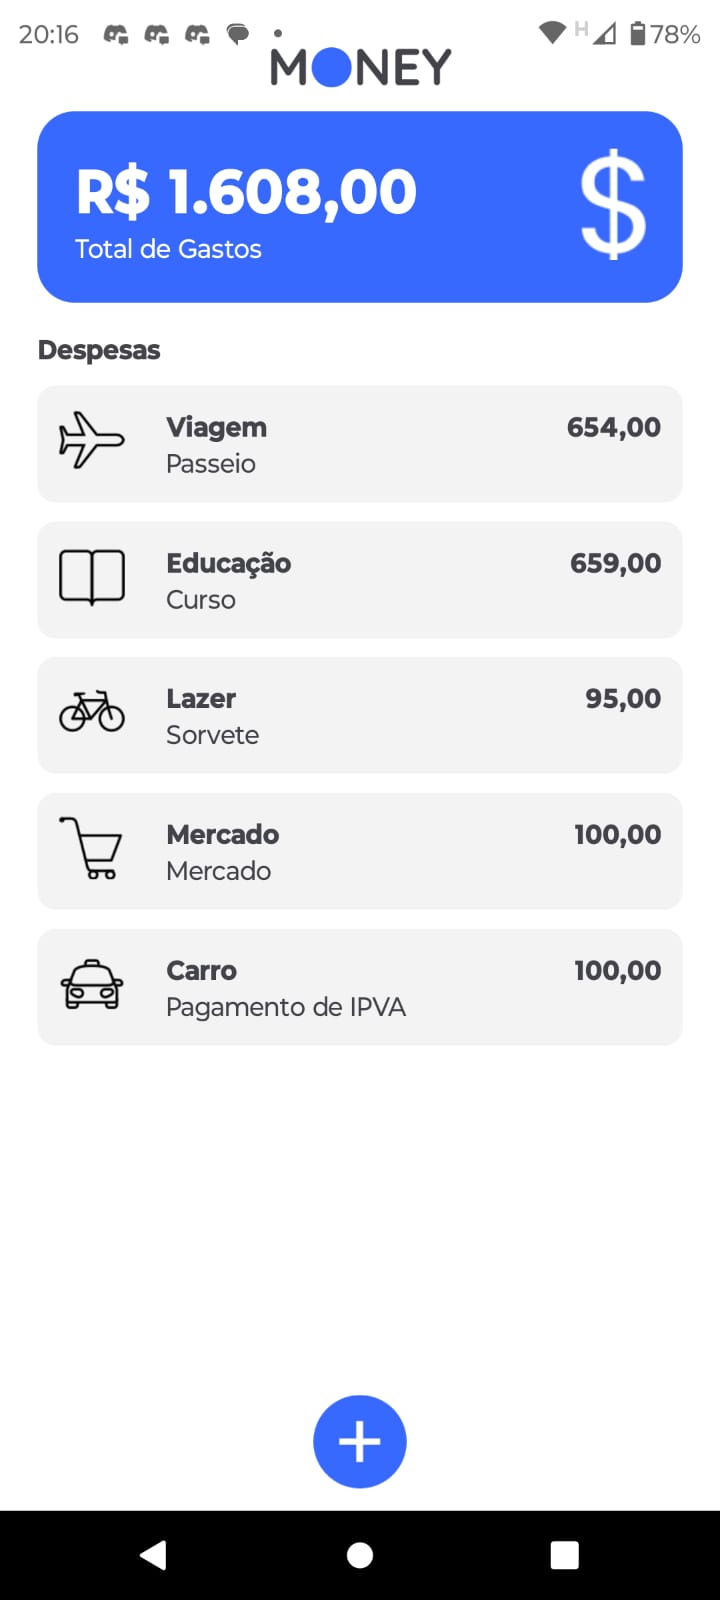 20:16 H 78%
MONEY
R$ 1.608,00
$
Total de Gastos
Despesas
Viagem 654,00
Passeio
Educação 659,00
Curso
Lazer 95,00
Sorvete
Mercado 100,00
Mercado
Carro 100,00
Pagamento de IPVA
+